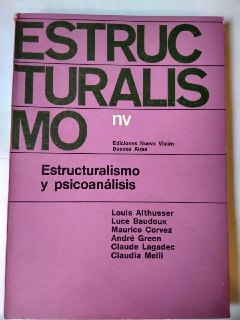 ESTRUC
TURALIS
MO
nv
Ediciones Nueva Visión
Buenos Aires
Estructuralismo
y psicoanálisis
Louis Althusser
Luce Baudoux
Maurice Corvez
André Green
Claude Lagadec
Claudia Melli